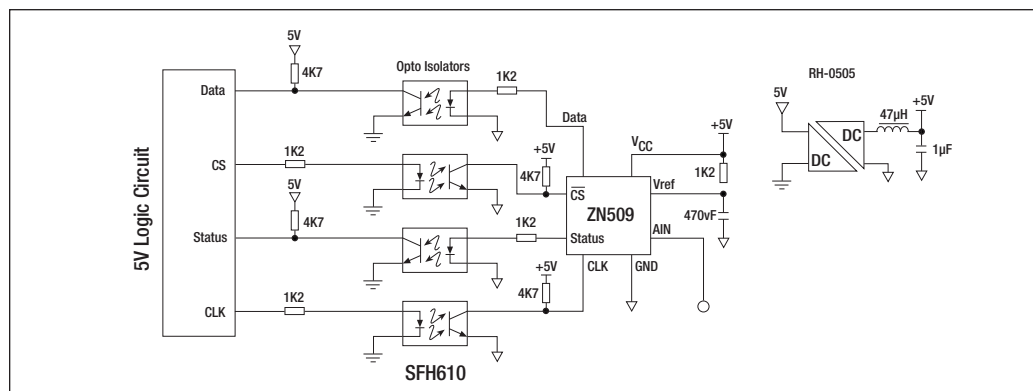 5V
4K7
Data
Opto Isolators
1K2
Data
RH-0505
5V
DC
DC
47µH
+5V
1µF
5V Logic Circuit
CS
1K2
5V
4K7
+5V
4K7
CS
VCC
+5V
1K2
Vref
ZN509
470vF
Status
1K2
Status
AIN
CLK
GND
+5V
4K7
CLK
1K2
SFH610